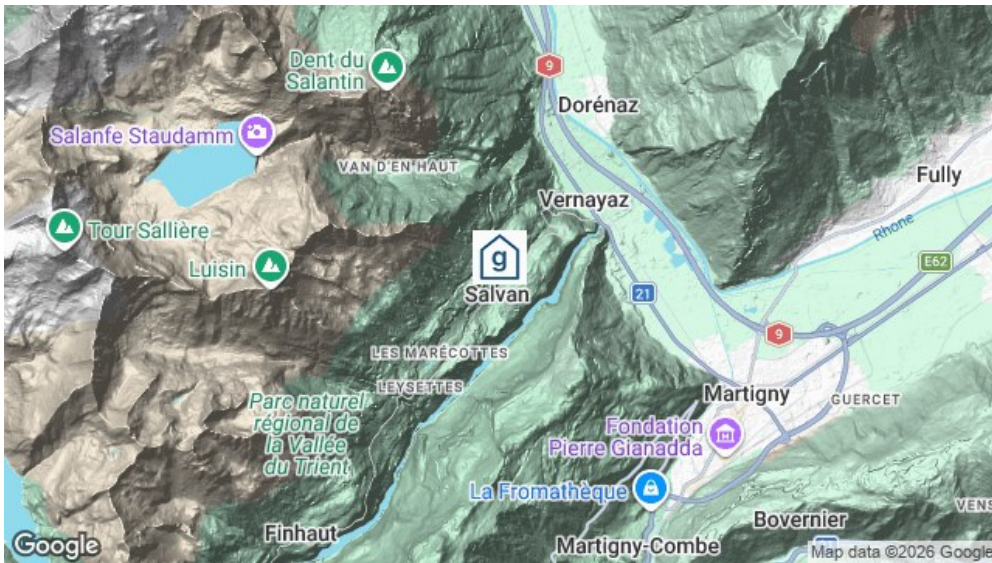 Dent du
Salantin
9
Dorénaz
Salanfe Staudamm
VAN D'EN HAUT
Fully
Vernayaz
Tour Sallière
Rhone
g
Luisin
E62
Salvan
21
9
LES MARÉCOTTES
LEYSETTES
Martigny
GUERCET
Parc naturel
régional de
la Vallée
du Trient
Fondation
Pierre Gianadda
La Fromathèque
VENS
Bovernier
Finhaut
Martigny-Combe
Google
Map data ©2026 Google